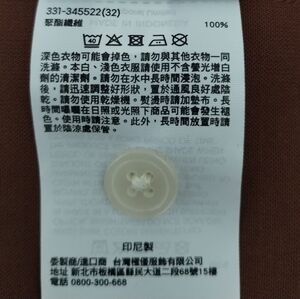 331-345522(32)
聚酯纖維 100%
深色衣物可能會掉色，請勿與其他衣物一同
洗滌。本白、淺色衣服請使用不含螢光增白
劑的清潔劑。請勿在水中長時間浸泡。洗滌
後，請迅速調整好形狀，置于通風良好處晾
乾。請勿使用乾燥機。熨燙時請加墊布。長
時間曝曬在日照或光照下商品可能會發生褪
色，敬請注意。此外，長時間放置時請放
置于陰涼處保管。
印尼製
委製商/進口商 台灣優衣服飾有限公司
地址 新北市板橋區縣民大道二段68號15樓
電話 0800-300-668